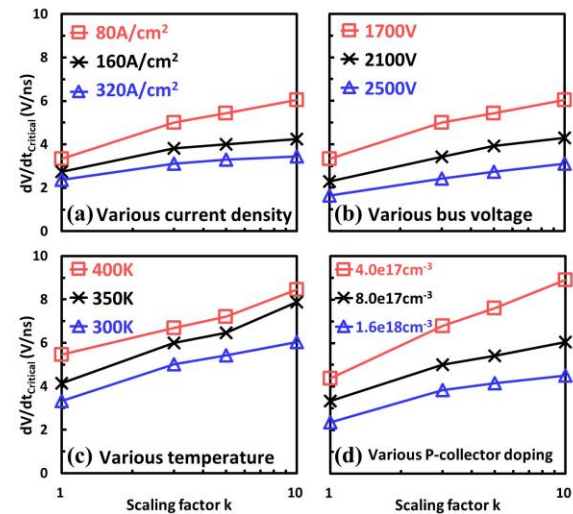 10
80A/cm²
160A/cm²
320A/cm²
8
6
4
2
0
dV/dtCritical (V/ns)
(a) Various current density
1700V
2100V
2500V
(b) Various bus voltage
10
400K
350K
300K
8
6
4
2
0
dV/dtCritical (V/ns)
(c) Various temperature
1
10
Scaling factor k
4.0e17cm⁻³
8.0e17cm⁻³
1.6e18cm⁻³
(d) Various P-collector doping
1
10
Scaling factor k